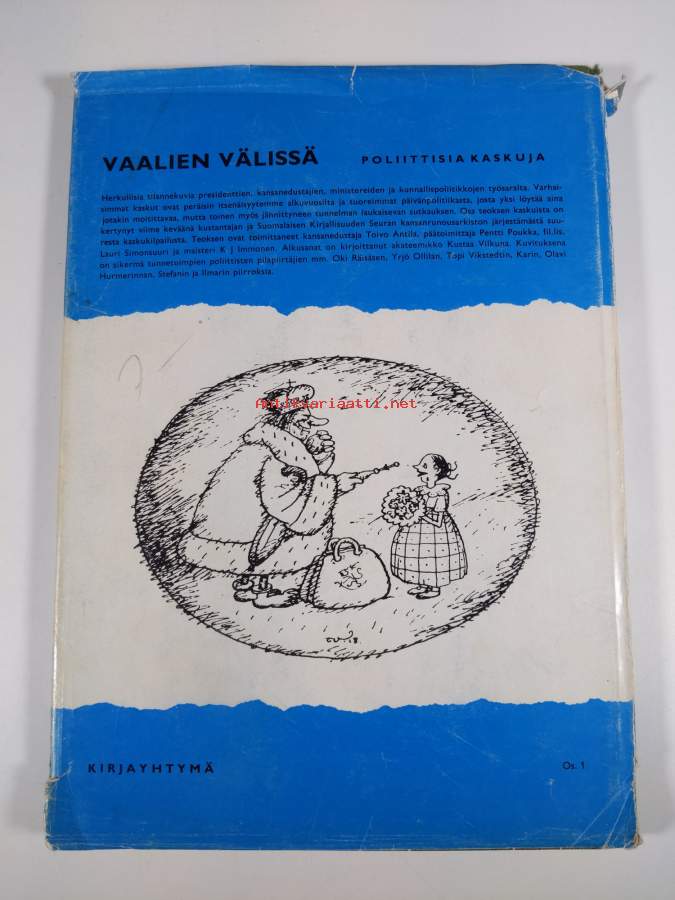 VAALIEN VÄLISSÄ POLIITTISIA KASKUJA
Herkullisia tilannekuvia presidenttien, kansanedustajien, ministereiden ja kunnallispoliitikkojen työsaralta. Varhai-
simmat kaskut ovat peräisin itsenäisyytemme alkuvuosilta ja tuoreimmat päivänpolitiikasta, josta yksi löytää aina
jotakin moitittavaa, mutta toinen myös jännittyneen tunnelman laukaisevan sutkauksen. Osa teoksen kaskuista on
kertynyt viime keväänä kustantajan ja Suomalaisen Kirjallisuuden Seuran kansanrunousarkiston järjestämästä suu-
resta kaskukilpailusta. Teoksen ovat toimittaneet kansanedustaja Toivo Antila, päätoimittaja Pentti Poukka, fil.lis.
Lauri Simonsuuri ja maisteri K J Immonen. Alkusanat on kirjoittanut akateemikko Kustaa Vilkuna. Kuvituksena
on sikermä tunnetuimpien poliittisten pilapiirtäjien mm. Oki Räisäsen, Yrjö Ollilan, Topi Vikstedtin, Karin, Olavi
Hurmerinnan, Stefanin ja Ilmarin piirroksia.
Antikvariaatti.net
KIRJAYHTYMÄ Os. 1